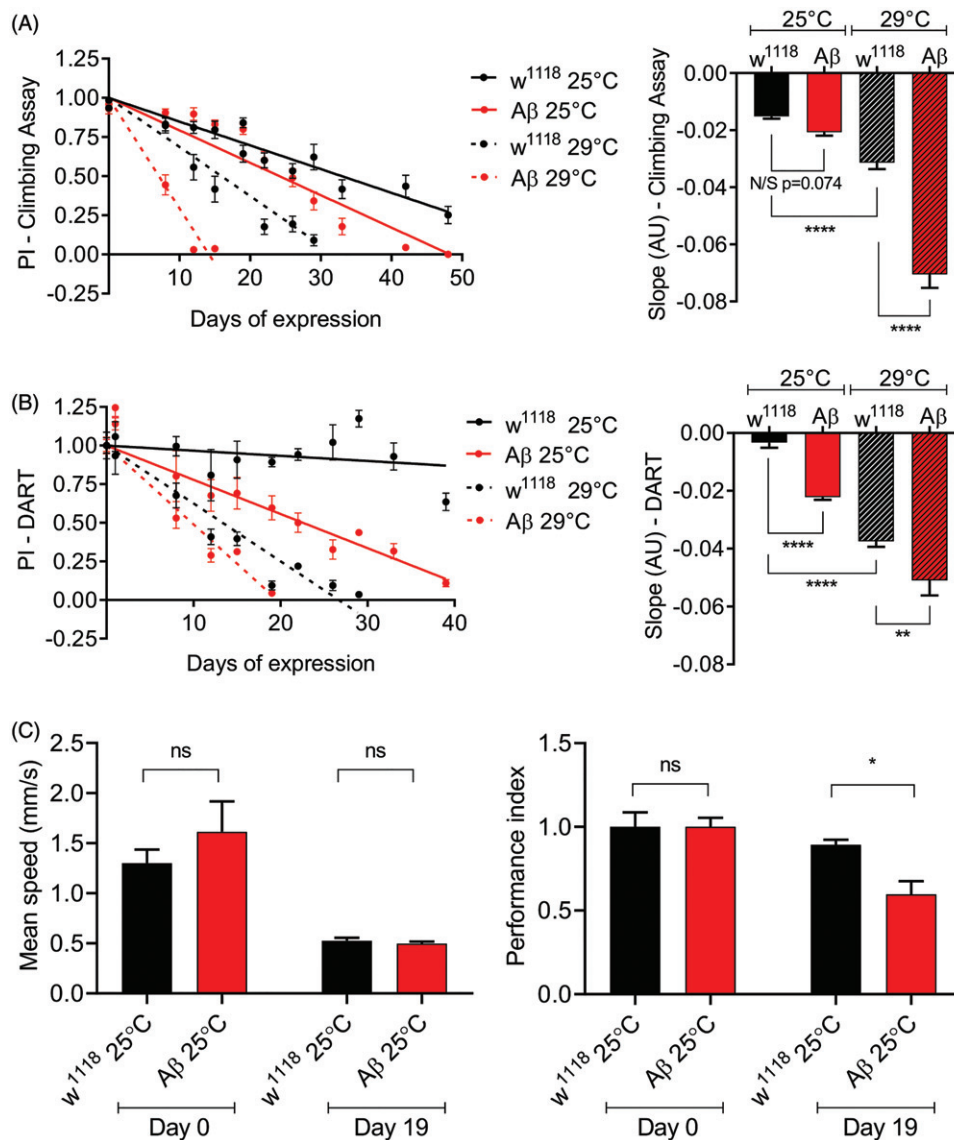 (A)
PI - Climbing Assay
1.25
1.00
0.75
0.50
0.25
0.00
-0.25
10 20 30 40 50
Days of expression
w¹¹¹⁸ 25°C
Aβ 25°C
w¹¹¹⁸ 29°C
Aβ 29°C
25°C 29°C
w¹¹¹⁸ Aβ w¹¹¹⁸ Aβ
Slope (AU) - Climbing Assay
0.00
-0.02
-0.04
-0.06
-0.08
N/S p=0.074
****
****
(B)
PI - DART
1.25
1.00
0.75
0.50
0.25
0.00
-0.25
10 20 30 40
Days of expression
w¹¹¹⁸ 25°C
Aβ 25°C
w¹¹¹⁸ 29°C
Aβ 29°C
25°C 29°C
w¹¹¹⁸ Aβ w¹¹¹⁸ Aβ
Slope (AU) - DART
0.00
-0.02
-0.04
-0.06
-0.08
****
****
**
(C)
Mean speed (mm/s)
2.5
2.0
1.5
1.0
0.5
0.0
ns ns
w¹¹¹⁸ 25°C Aβ 25°C w¹¹¹⁸ 25°C Aβ 25°C
Day 0 Day 19
Performance index
1.5
1.0
0.5
0.0
ns *
w¹¹¹⁸ 25°C Aβ 25°C w¹¹¹⁸ 25°C Aβ 25°C
Day 0 Day 19